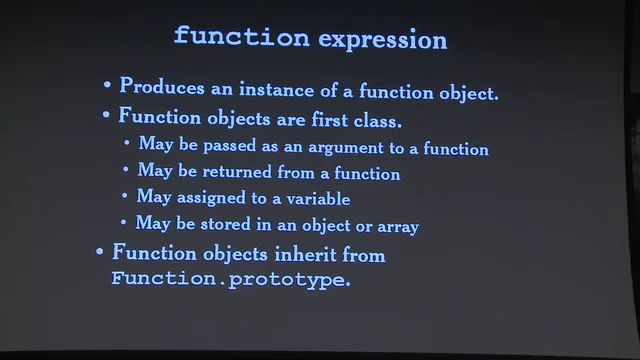 function expression
• Produces an instance of a function object.
• Function objects are first class.
• May be passed as an argument to a function
• May be returned from a function
• May assigned to a variable
• May be stored in an object or array
• Function objects inherit from
Function.prototype.